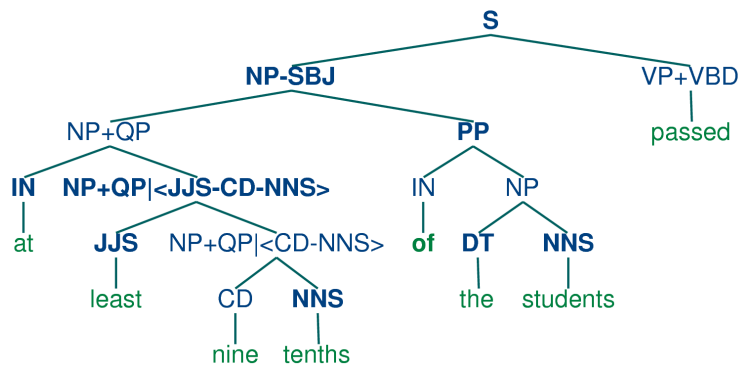 S
NP-SBJ VP+VBD
NP+QP PP passed
IN NP+QP|<JJS-CD-NNS> IN NP
at JJS NP+QP|<CD-NNS> of DT NNS
least CD NNS the students
nine tenths